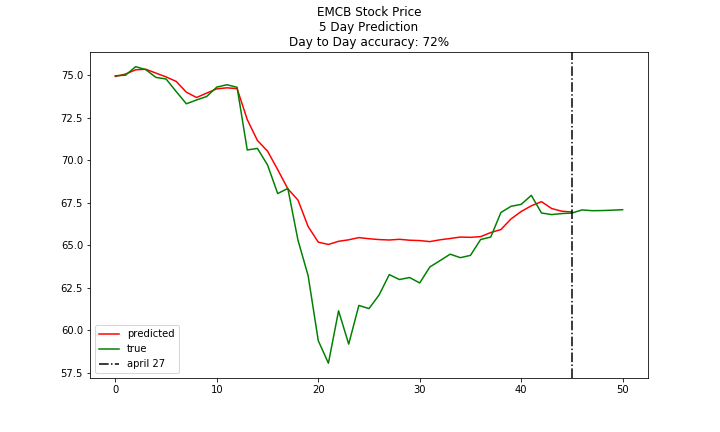 EMCB Stock Price
5 Day Prediction
Day to Day accuracy: 72%
75.0
72.5
70.0
67.5
65.0
62.5
60.0
57.5
predicted
true
april 27
0 10 20 30 40 50